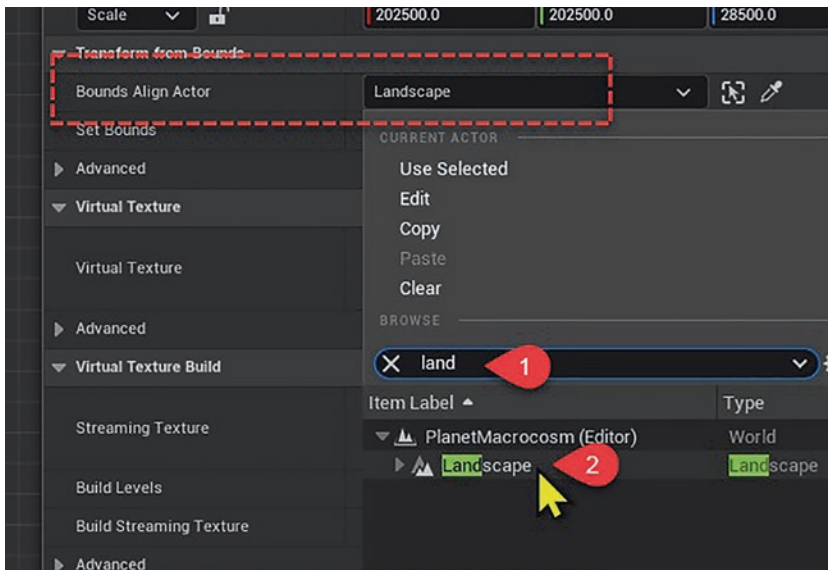 Scale 202500.0 202500.0 28500.0
Transform from Bounds
Bounds Align Actor Landscape
Set Bounds CURRENT ACTOR
Advanced Use Selected
Virtual Texture Edit
Copy
Virtual Texture Paste
Clear
Advanced BROWSE
Virtual Texture Build land 1
Item Label Type
Streaming Texture PlanetMacrocosm (Editor) World
Landscape 2 Landscape
Build Levels
Build Streaming Texture
Advanced